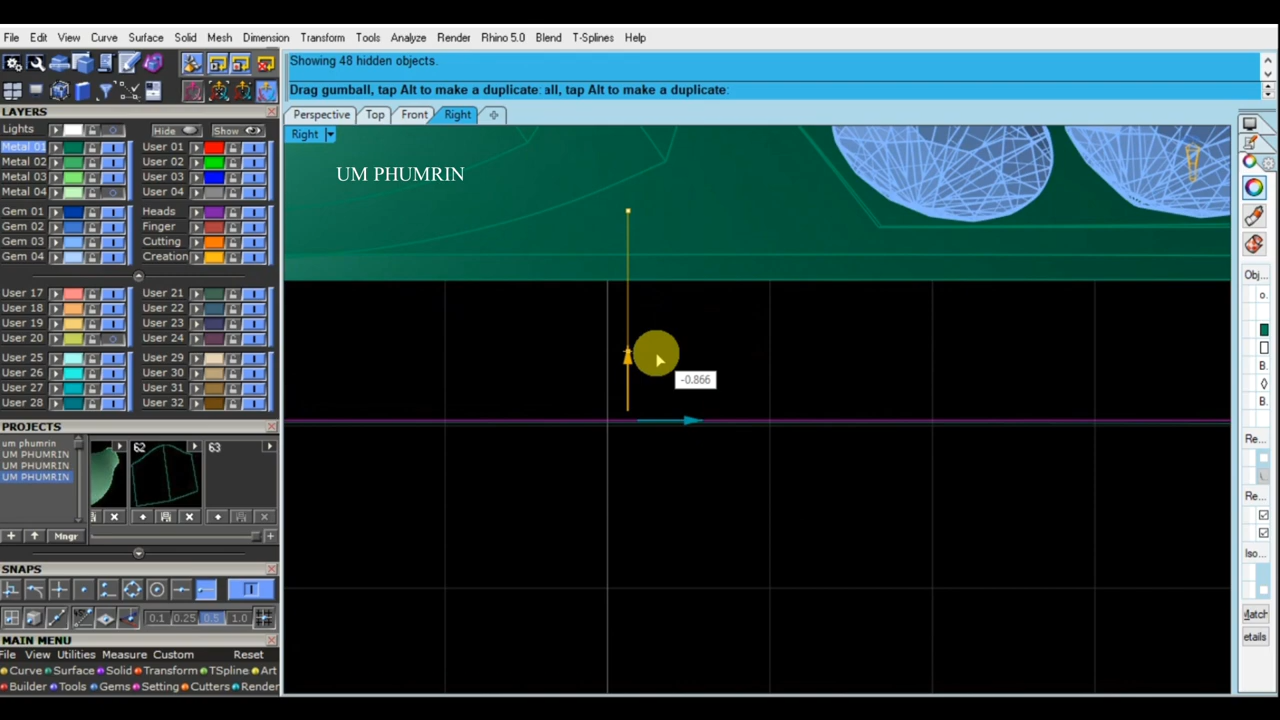 File Edit View Curve Surface Solid Mesh Dimension Transform Tools Analyze Render Rhino 5.0 Blend T-Splines Help
Showing 48 hidden objects.
Drag gumball, tap Alt to make a duplicate: all, tap Alt to make a duplicate:
Perspective Top Front Right
Right
UM PHUMRIN
-0.866
LAYERS
Lights Hide Show
Metal 01 User 01
Metal 02 User 02
Metal 03 User 03
Metal 04 User 04
Gem 01 Heads
Gem 02 Finger
Gem 03 Cutting
Gem 04 Creation
User 17 User 21
User 18 User 22
User 19 User 23
User 20 User 24
User 25 User 29
User 26 User 30
User 27 User 31
User 28 User 32
PROJECTS
um phumrin
UM PHUMRIN
UM PHUMRIN
UM PHUMRIN
62 63
Mngr
SNAPS
0.1 0.25 0.5 1.0
MAIN MENU
File View Utilities Measure Custom Reset
Curve Surface Solid Transform TSpline Art
Builder Tools Gems Setting Cutters Render
Obj...
o.
B.
B.
Re...
Re...
Iso...
Match
etails